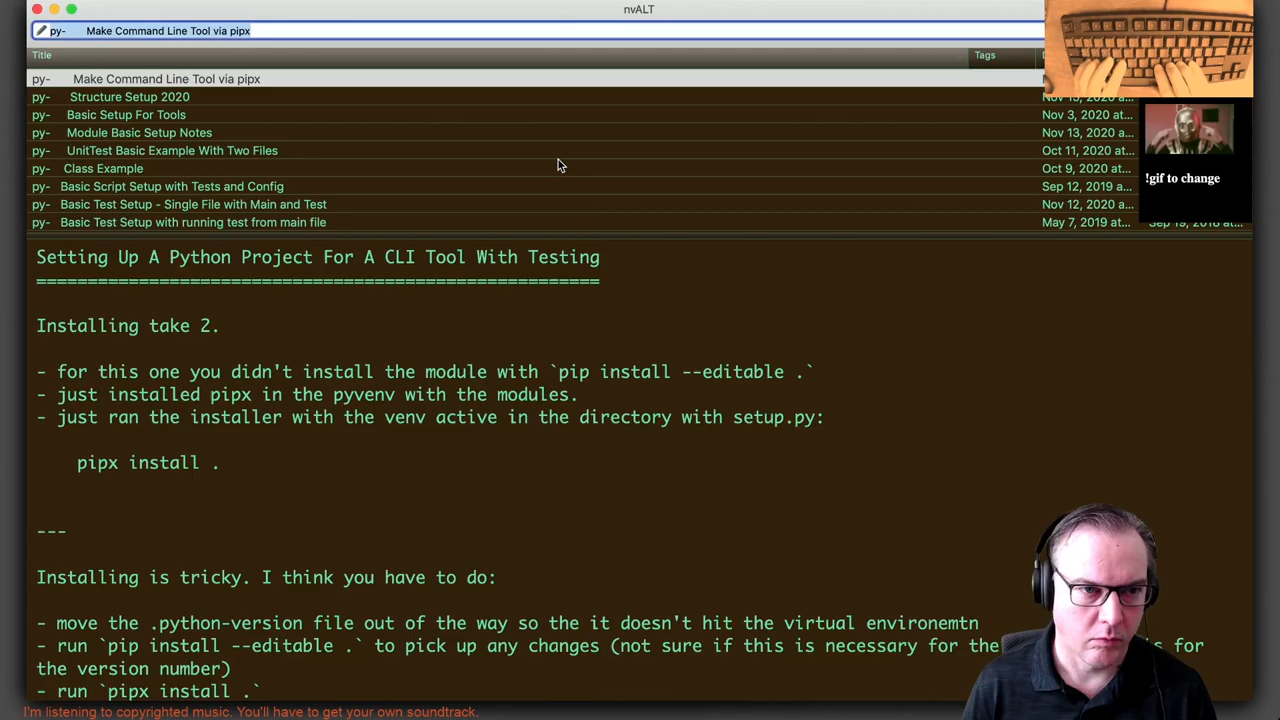 nvALT
py-   Make Command Line Tool via pipx
Title
Tags
py-   Make Command Line Tool via pipx
py-   Structure Setup 2020
Nov 15, 2020 at...
py-   Basic Setup For Tools
Nov 3, 2020 at...
py-   Module Basic Setup Notes
Nov 13, 2020 at...
py-   UnitTest Basic Example With Two Files
Oct 11, 2020 at...
py-   Class Example
Oct 9, 2020 at...
py-   Basic Script Setup with Tests and Config
Sep 12, 2019 a...
py-   Basic Test Setup - Single File with Main and Test
Nov 12, 2020 a...
py-   Basic Test Setup with running test from main file
May 7, 2019 at...
!gif to change
Setting Up A Python Project For A CLI Tool With Testing
=======================================================
Installing take 2.
- for this one you didn't install the module with `pip install --editable .`
- just installed pipx in the pyvenv with the modules.
- just ran the installer with the venv active in the directory with setup.py:
pipx install .
---
Installing is tricky. I think you have to do:
- move the .python-version file out of the way so the it doesn't hit the virtual environemtn
- run `pip install --editable .` to pick up any changes (not sure if this is necessary for the for
the version number)
- run `pipx install .`
I'm listening to copyrighted music. You'll have to get your own soundtrack.